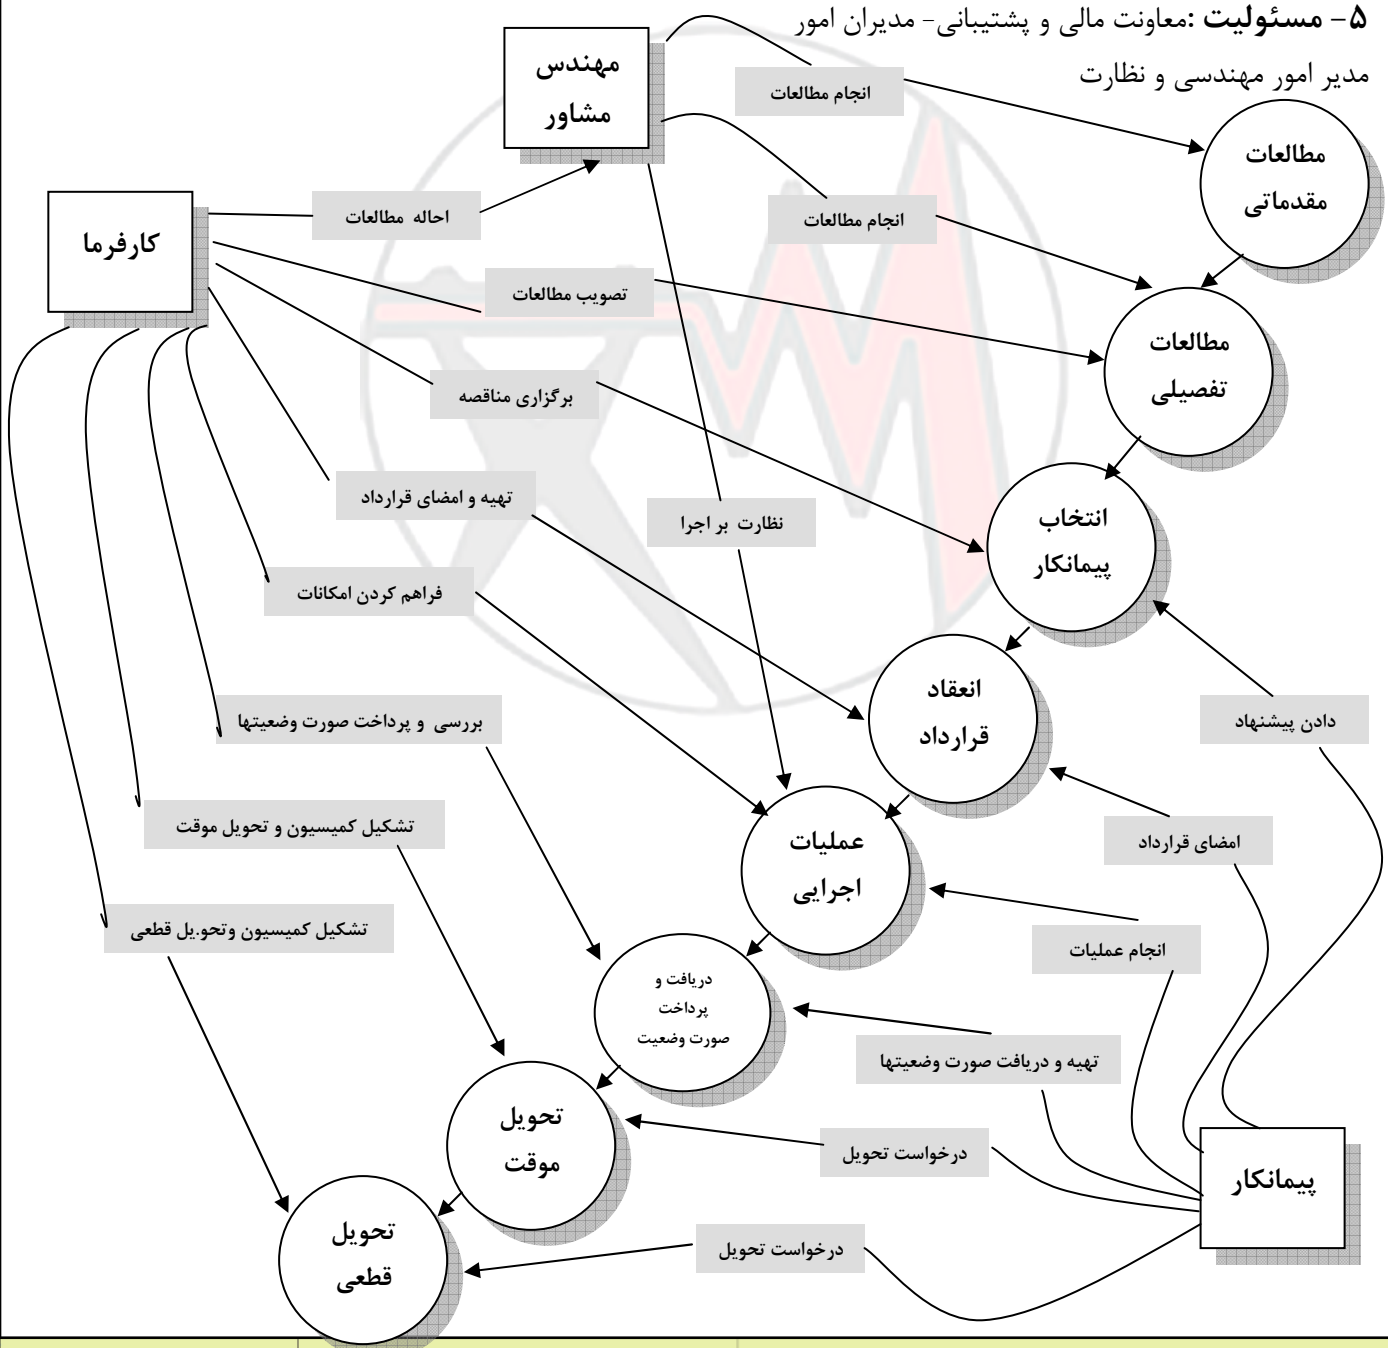 ۵- مسئولیت :معاونت مالی و پشتیبانی- مدیران امور
مدیر امور مهندسی و نظارت
مهندس
مشاور
انجام مطالعات
مطالعات
مقدماتی
کارفرما
احاله مطالعات
انجام مطالعات
تصویب مطالعات
مطالعات
تفصیلی
برگزاری مناقصه
تهیه و امضای قرارداد
نظارت بر اجرا
انتخاب
پیمانکار
فراهم کردن امکانات
انعقاد
قرارداد
دادن پیشنهاد
بررسی و پرداخت صورت وضعیتها
تشکیل کمیسیون و تحویل موقت
امضای قرارداد
عملیات
اجرایی
تشکیل کمیسیون وتحو.یل قطعی
انجام عملیات
دریافت و
پرداخت
صورت وضعیت
تهیه و دریافت صورت وضعیتها
تحویل
موقت
درخواست تحویل
پیمانکار
تحویل
قطعی
درخواست تحویل